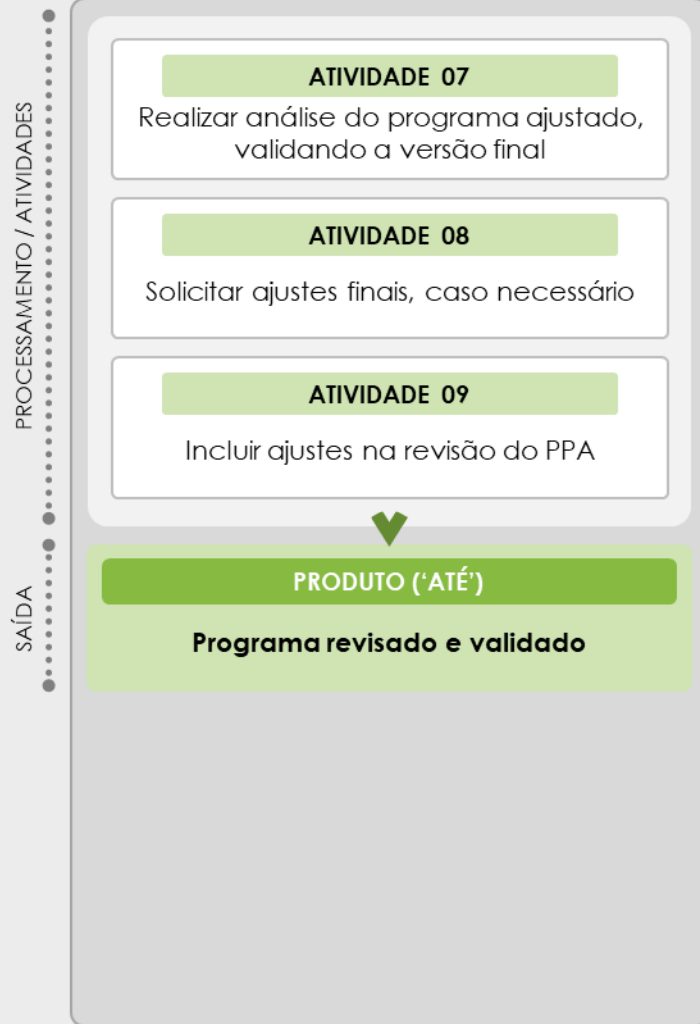 PROCESSAMENTO / ATIVIDADES
ATIVIDADE 07
Realizar análise do programa ajustado,
validando a versão final
ATIVIDADE 08
Solicitar ajustes finais, caso necessário
ATIVIDADE 09
Incluir ajustes na revisão do PPA
SAÍDA
PRODUTO (‘ATÉ’)
Programa revisado e validado